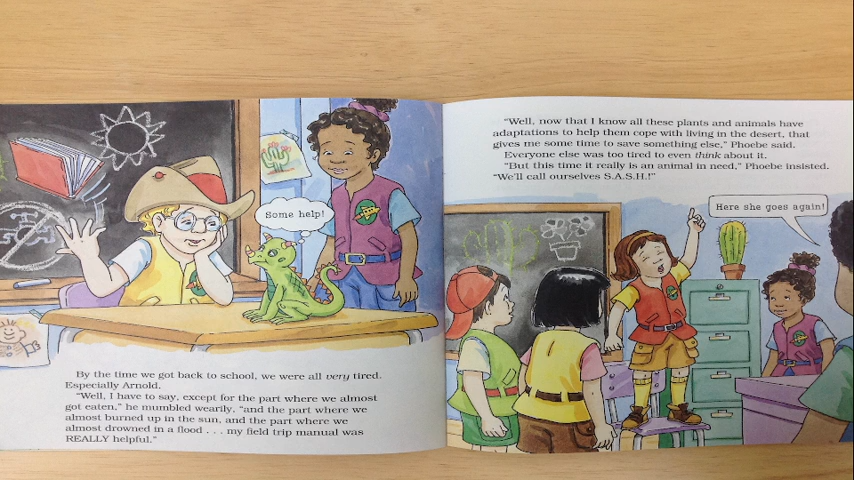 Some help!
By the time we got back to school, we were all very tired.
Especially Arnold.
"Well, I have to say, except for the part where we almost
got eaten," he mumbled wearily, "and the part where we
almost burned up in the sun, and the part where we
almost drowned in a flood . . . my field trip manual was
REALLY helpful."
"Well, now that I know all these plants and animals have
adaptations to help them cope with living in the desert, that
gives me some time to save something else," Phoebe said.
Everyone else was too tired to even think about it.
"But this time it really is an animal in need," Phoebe insisted.
"We'll call ourselves S.A.S.H.!"
Here she goes again!